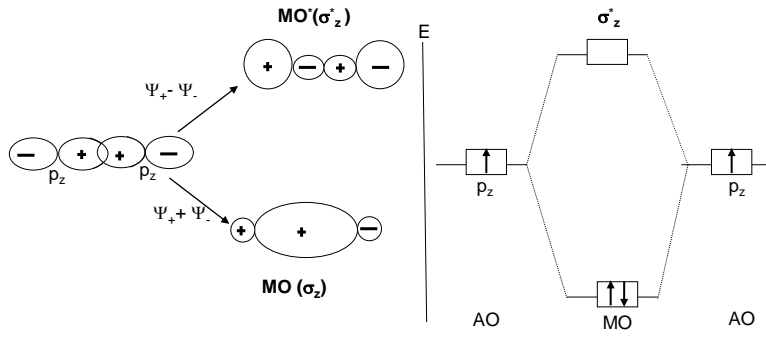 MO*(σ*z)
+ − + −
Ψ+- Ψ-
− + + −
pz pz
Ψ++ Ψ-
+ + −
MO (σz)
E
σ*z
pz
pz
AO
MO
AO